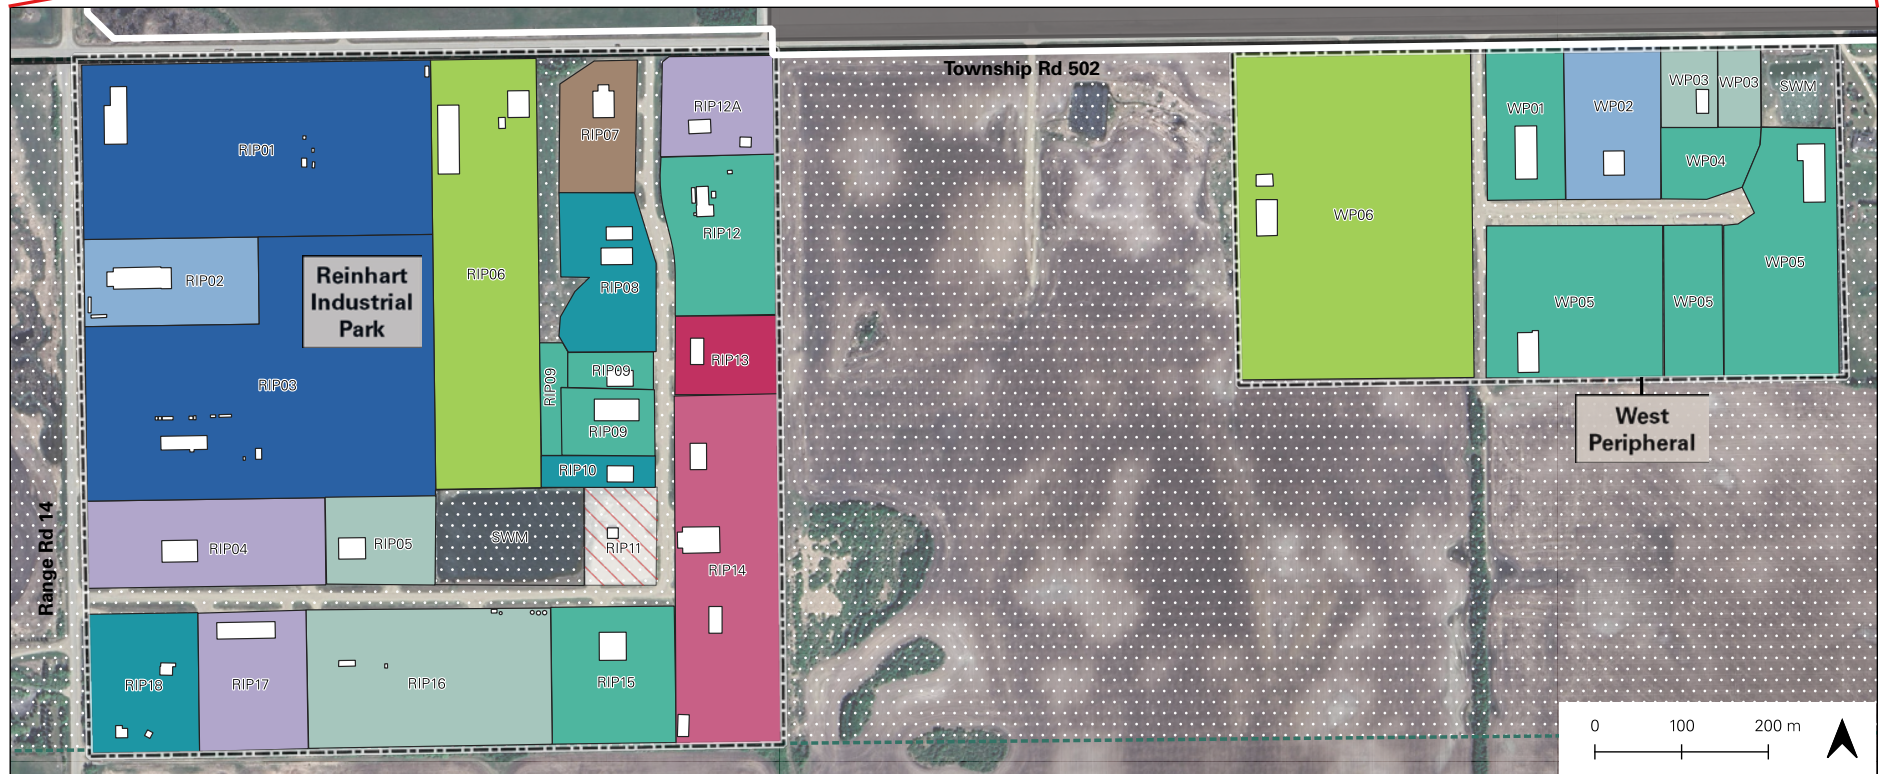 Township Rd 502
RIP01
RIP02
Reinhart
Industrial
Park
RIP03
RIP06
RIP07
RIP08
RIP09
RIP09
RIP09
RIP10
RIP12A
RIP12
RIP13
RIP14
RIP04
RIP05
SWM
RIP11
RIP18
RIP17
RIP16
RIP15
Range Rd 14
WP06
WP01
WP02
WP03
WP03
SWM
WP04
WP05
WP05
WP05
West
Peripheral
0 100 200 m